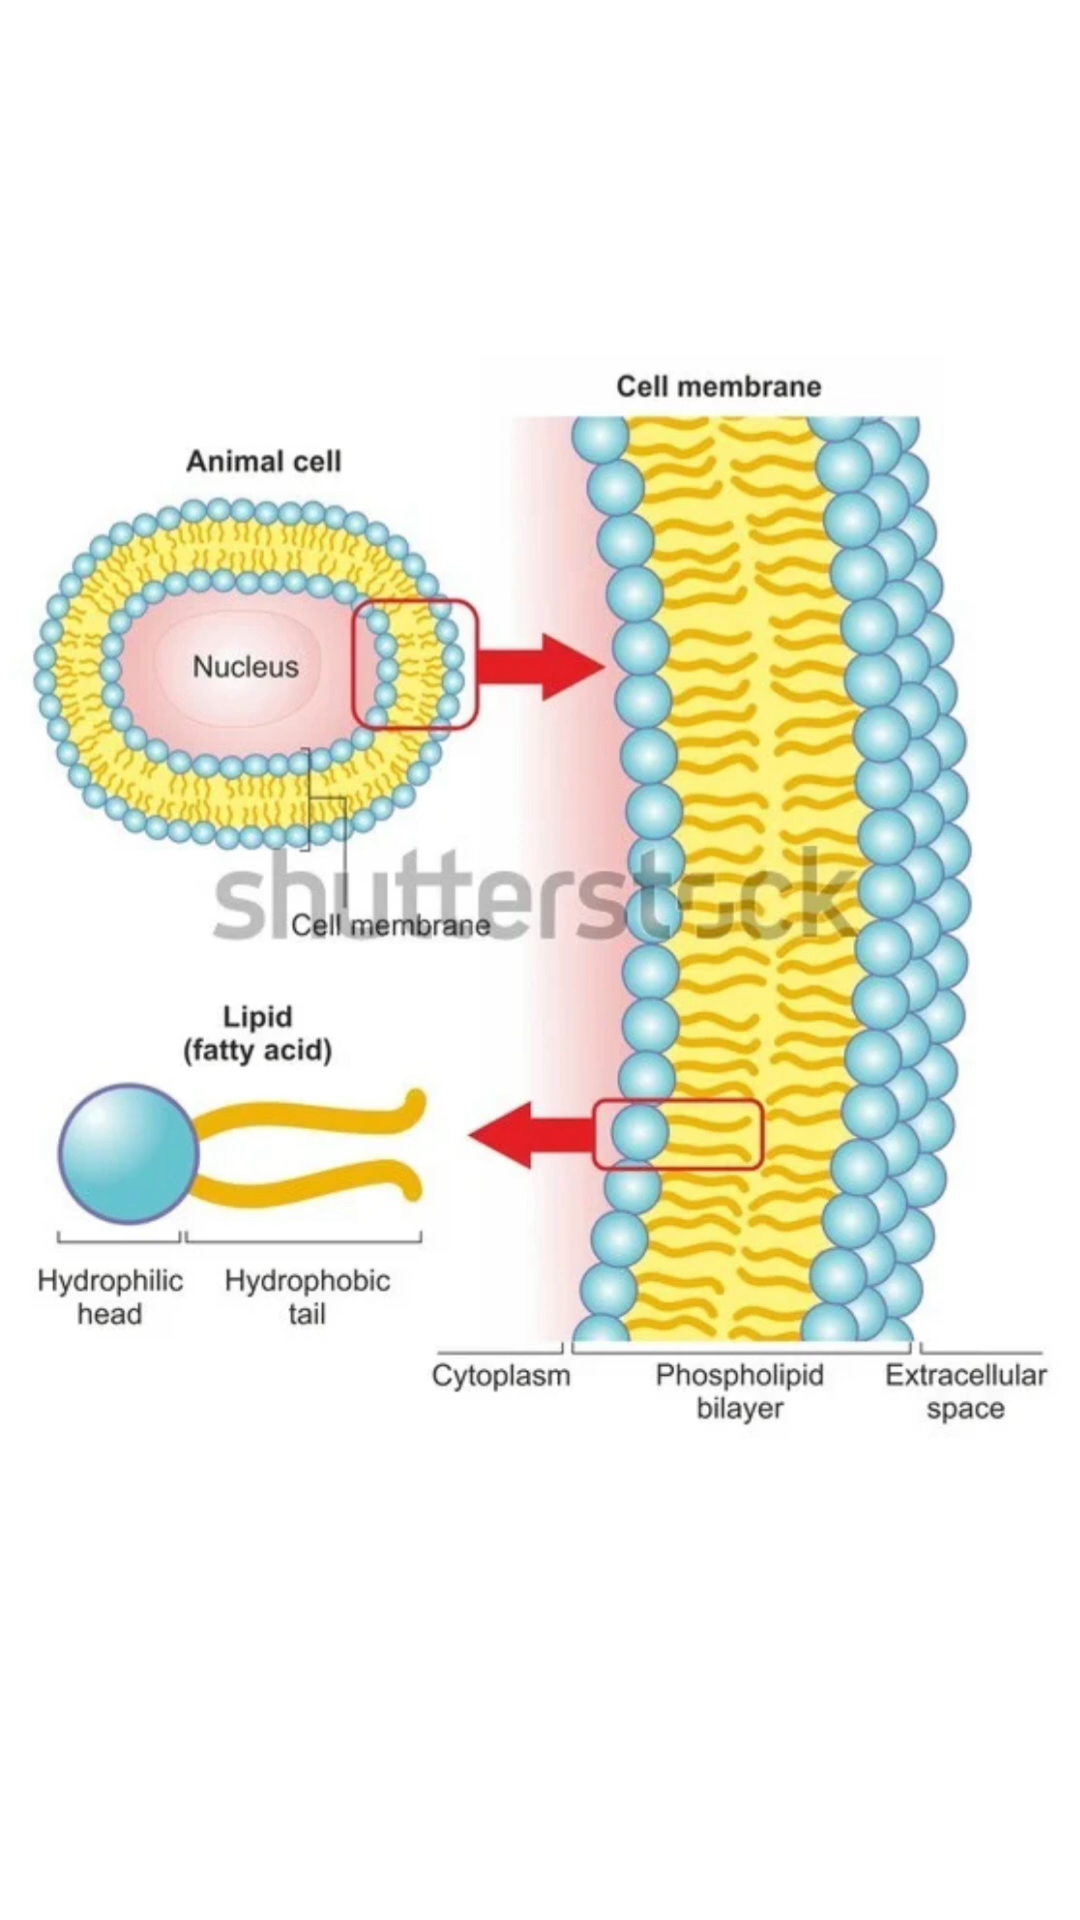 Cell membrane
Animal cell
Nucleus
shutterstock
Cell membrane
Lipid
(fatty acid)
Hydrophilic
head
Hydrophobic
tail
Cytoplasm
Phospholipid
bilayer
Extracellular
space